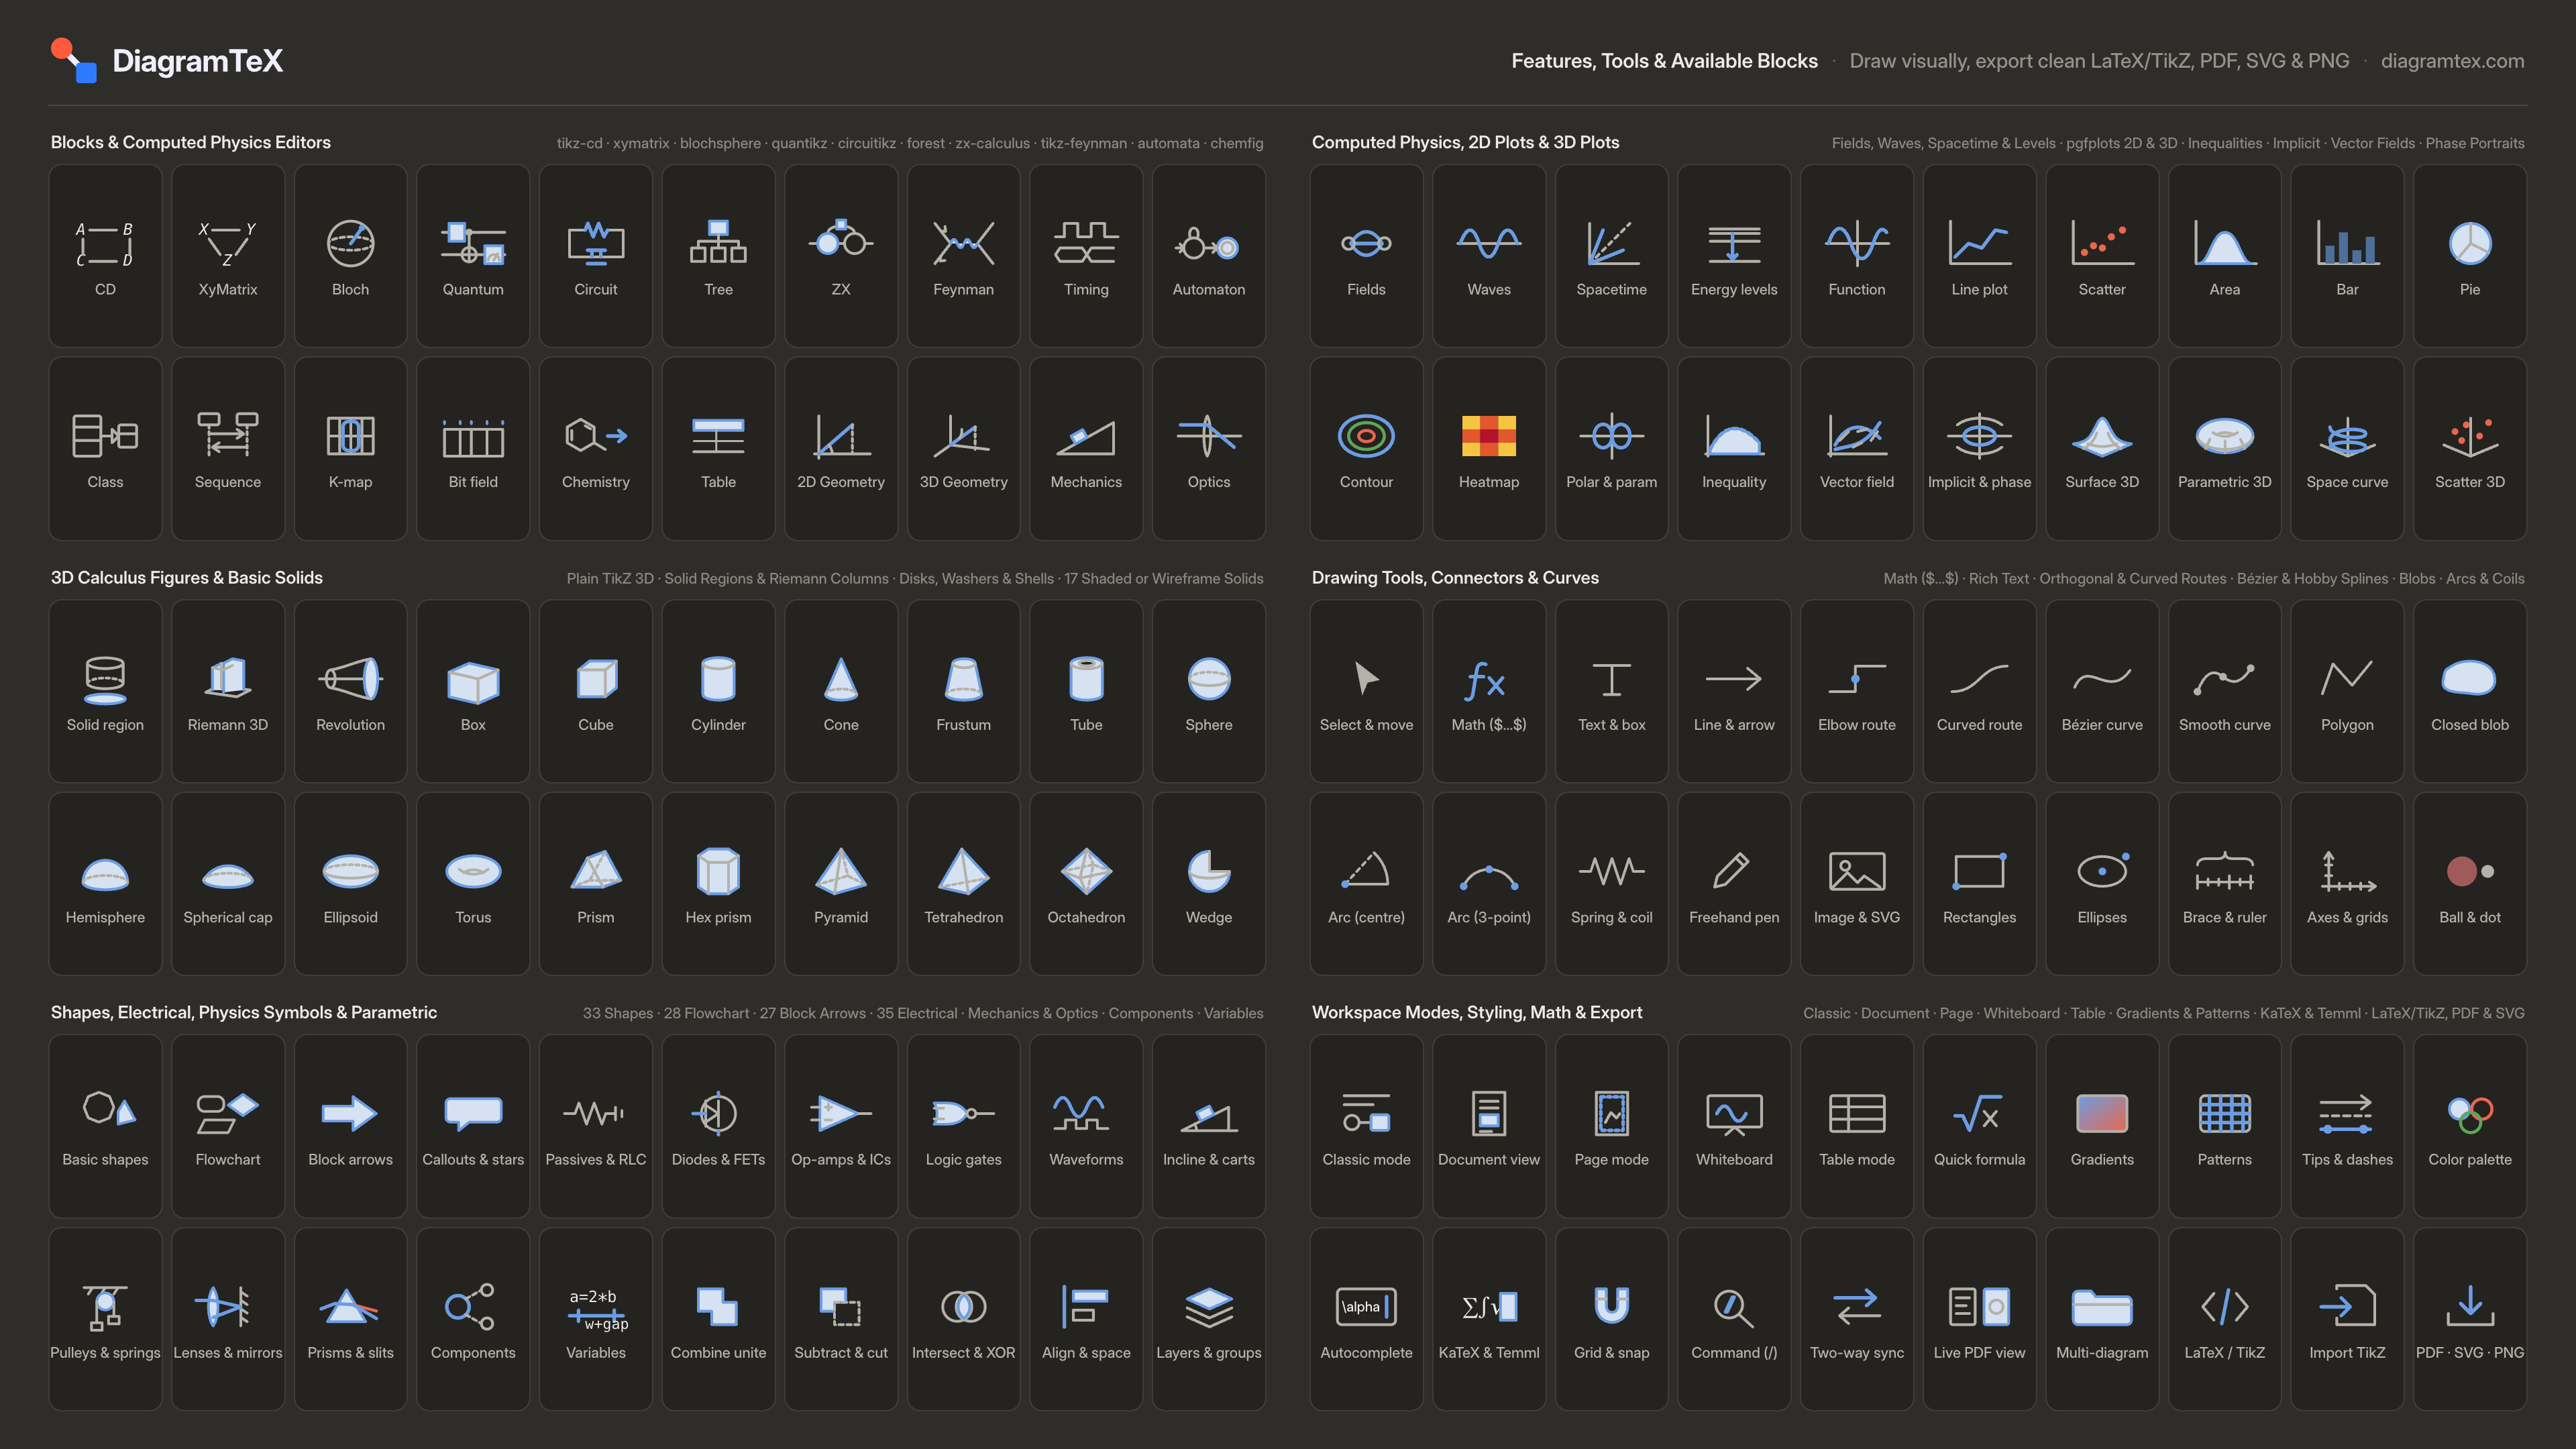 DiagramTeX
Features, Tools & Available Blocks · Draw visually, export clean LaTeX/TikZ, PDF, SVG & PNG · diagramtex.com
Blocks & Computed Physics Editors
tikz-cd · xymatrix · blochsphere · quantikz · circuitikz · forest · zx-calculus · tikz-feynman · automata · chemfig
A B
C D
X Y
Z
CD XyMatrix Bloch Quantum Circuit Tree ZX Feynman Timing Automaton
Class Sequence K-map Bit field Chemistry Table 2D Geometry 3D Geometry Mechanics Optics
Computed Physics, 2D Plots & 3D Plots
Fields, Waves, Spacetime & Levels · pgfplots 2D & 3D · Inequalities · Implicit · Vector Fields · Phase Portraits
Fields Waves Spacetime Energy levels Function Line plot Scatter Area Bar Pie
Contour Heatmap Polar & param Inequality Vector field Implicit & phase Surface 3D Parametric 3D Space curve Scatter 3D
3D Calculus Figures & Basic Solids
Plain TikZ 3D · Solid Regions & Riemann Columns · Disks, Washers & Shells · 17 Shaded or Wireframe Solids
Solid region Riemann 3D Revolution Box Cube Cylinder Cone Frustum Tube Sphere
Hemisphere Spherical cap Ellipsoid Torus Prism Hex prism Pyramid Tetrahedron Octahedron Wedge
Drawing Tools, Connectors & Curves
Math ($...$) · Rich Text · Orthogonal & Curved Routes · Bézier & Hobby Splines · Blobs · Arcs & Coils
fx T
Select & move Math ($...$) Text & box Line & arrow Elbow route Curved route Bézier curve Smooth curve Polygon Closed blob
Arc (centre) Arc (3-point) Spring & coil Freehand pen Image & SVG Rectangles Ellipses Brace & ruler Axes & grids Ball & dot
Shapes, Electrical, Physics Symbols & Parametric
33 Shapes · 28 Flowchart · 27 Block Arrows · 35 Electrical · Mechanics & Optics · Components · Variables
Basic shapes Flowchart Block arrows Callouts & stars Passives & RLC Diodes & FETs Op-amps & ICs Logic gates Waveforms Incline & carts
a=2*b
w+gap
Pulleys & springs Lenses & mirrors Prisms & slits Components Variables Combine unite Subtract & cut Intersect & XOR Align & space Layers & groups
Workspace Modes, Styling, Math & Export
Classic · Document · Page · Whiteboard · Table · Gradients & Patterns · KaTeX & Temml · LaTeX/TikZ, PDF & SVG
√x
Classic mode Document view Page mode Whiteboard Table mode Quick formula Gradients Patterns Tips & dashes Color palette
\alpha ∑∫√ </>
Autocomplete KaTeX & Temml Grid & snap Command (/) Two-way sync Live PDF view Multi-diagram LaTeX / TikZ Import TikZ PDF · SVG · PNG